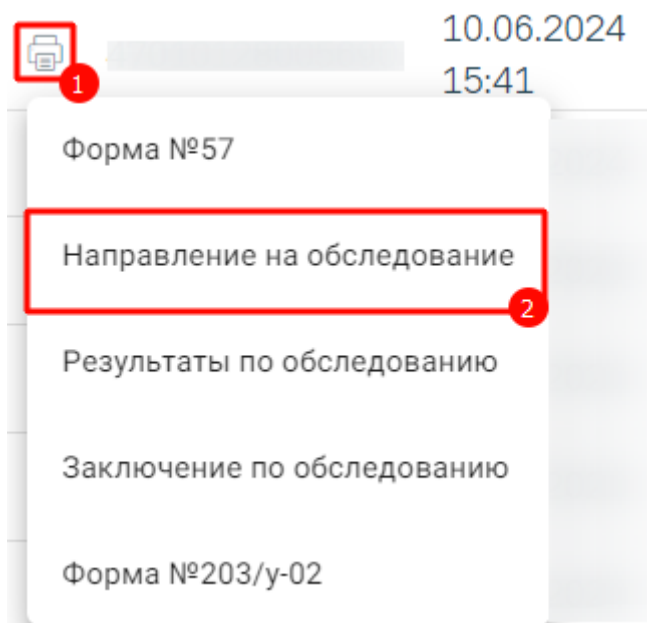 10.06.2024
15:41
1
Форма №57
Направление на обследование
2
Результаты по обследованию
Заключение по обследованию
Форма №203/у-02